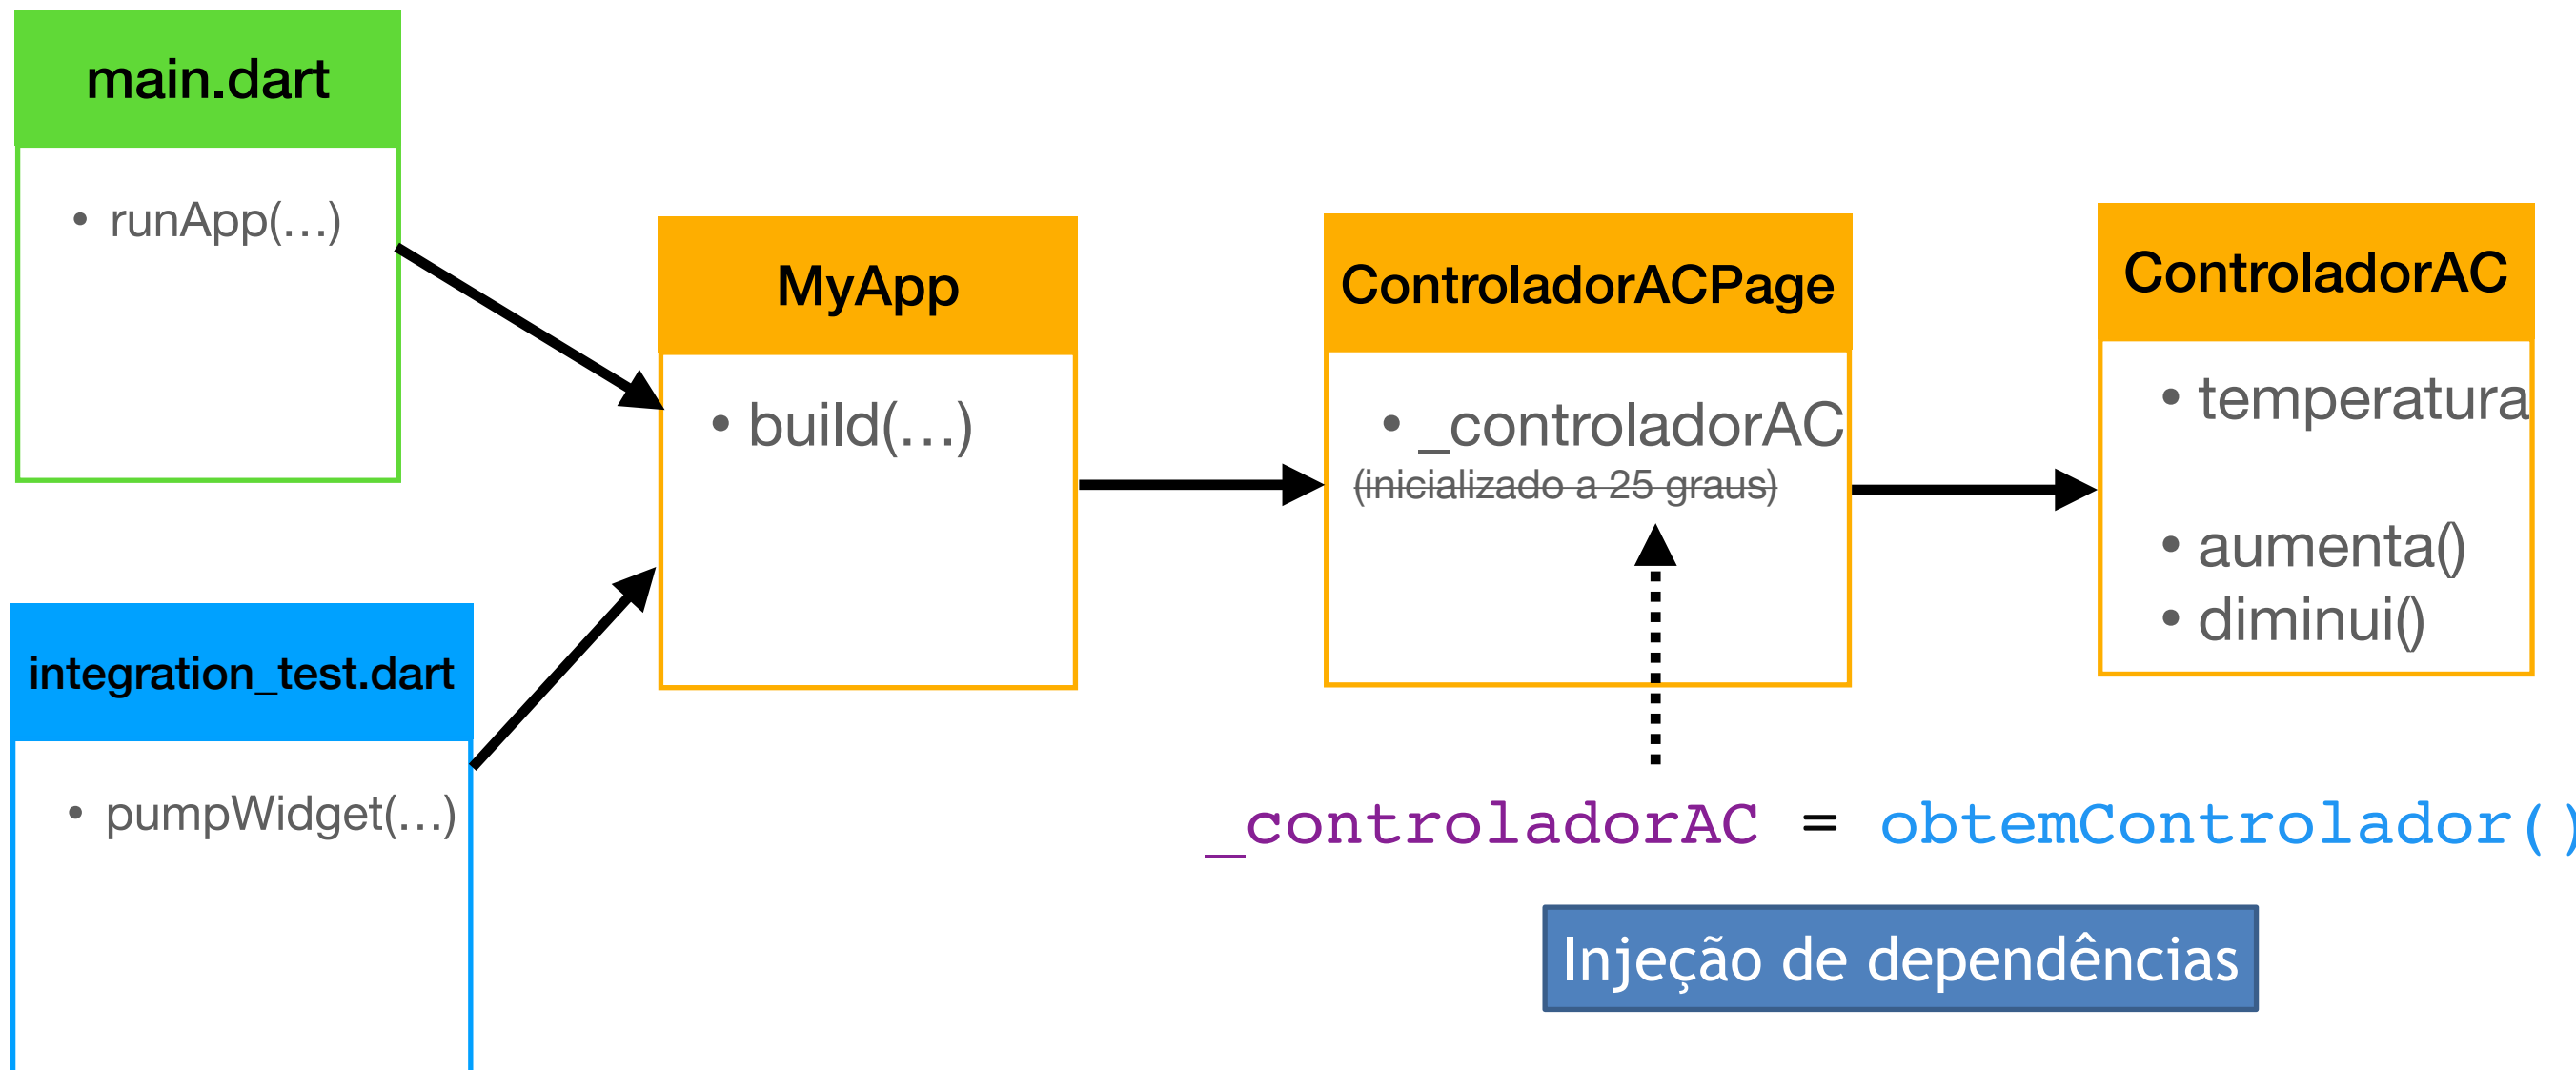 main.dart
• runApp(…)
integration_test.dart
• pumpWidget(…)
MyApp
• build(…)
ControladorACPage
• _controladorAC
(inicializado a 25 graus)
ControladorAC
• temperatura
• aumenta()
• diminui()
_controladorAC = obtemControlador()
Injeção de dependências